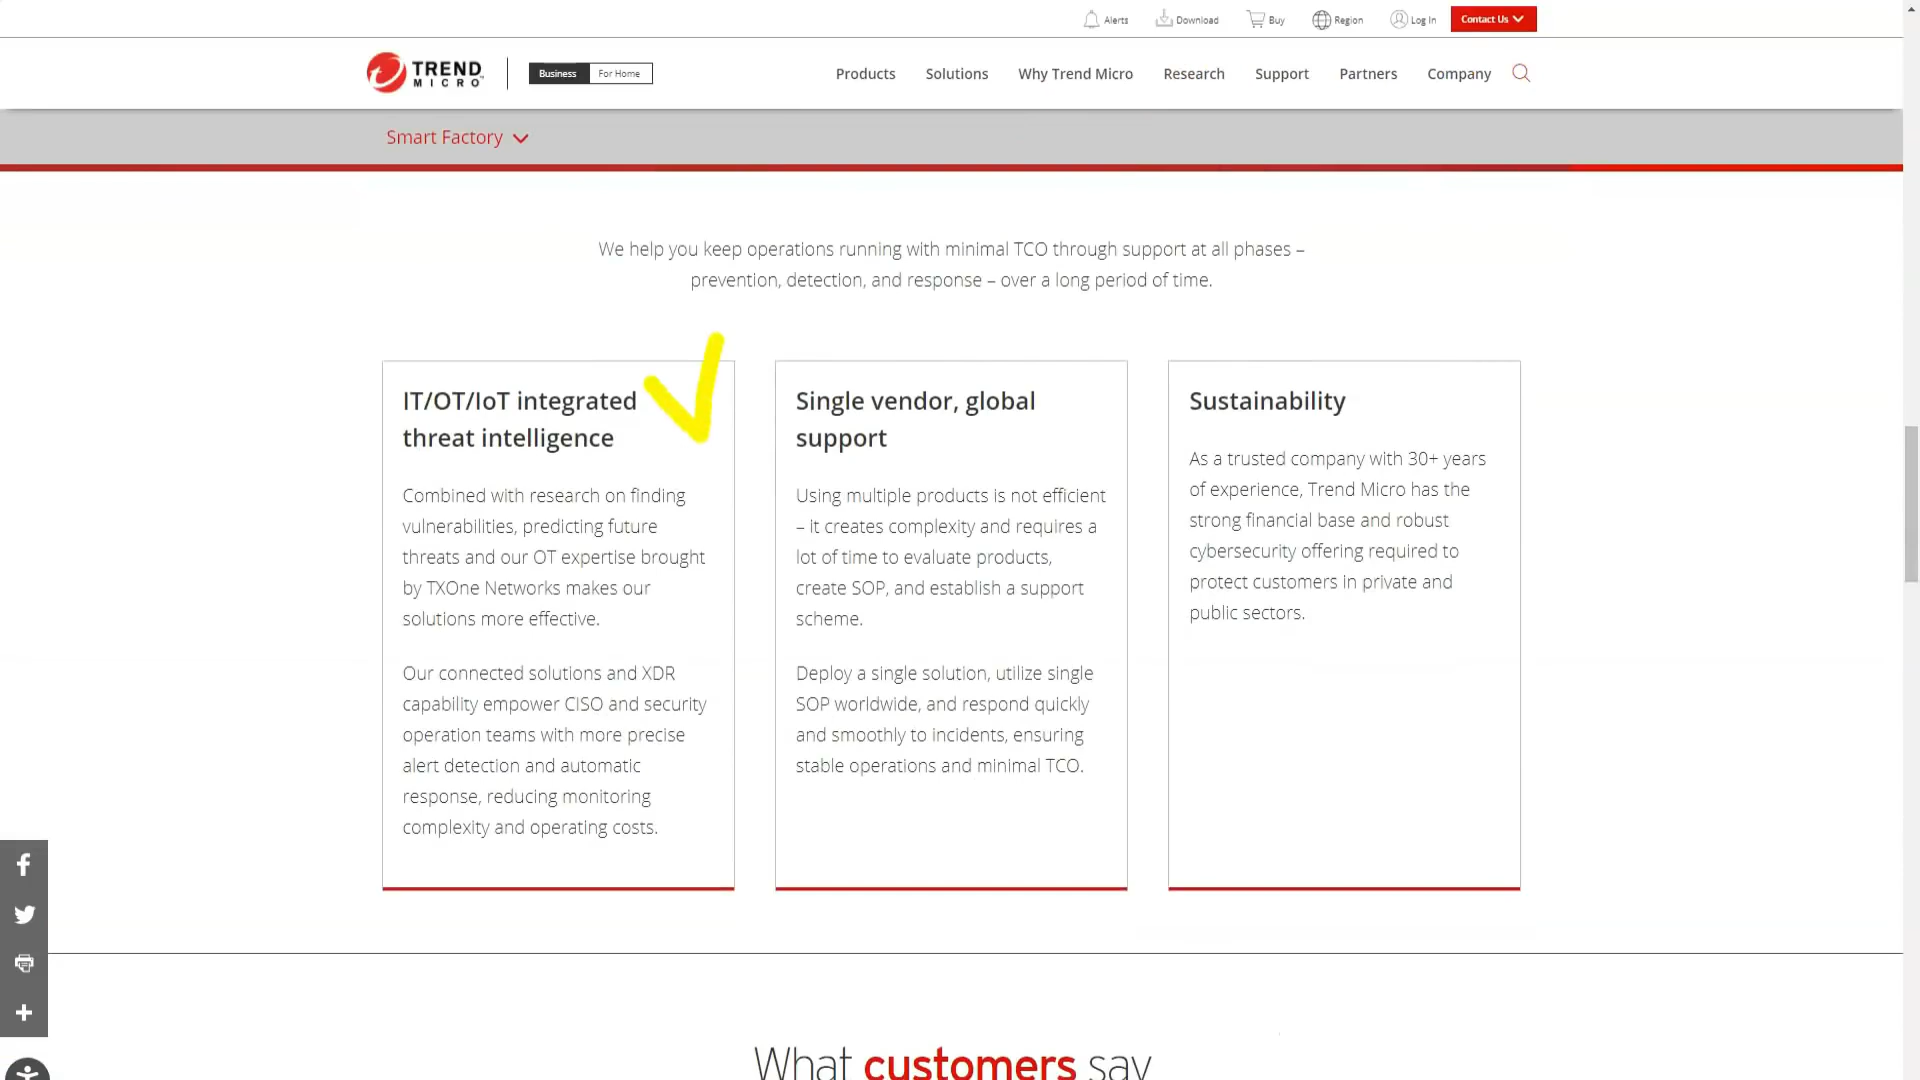 Alerts Download Buy Region Log In Contact Us
TREND MICRO Business For Home Products Solutions Why Trend Micro Research Support Partners Company
Smart Factory
We help you keep operations running with minimal TCO through support at all phases –
prevention, detection, and response – over a long period of time.
IT/OT/IoT integrated
threat intelligence
Combined with research on finding
vulnerabilities, predicting future
threats and our OT expertise brought
by TXOne Networks makes our
solutions more effective.
Our connected solutions and XDR
capability empower CISO and security
operation teams with more precise
alert detection and automatic
response, reducing monitoring
complexity and operating costs.
Single vendor, global
support
Using multiple products is not efficient
– it creates complexity and requires a
lot of time to evaluate products,
create SOP, and establish a support
scheme.
Deploy a single solution, utilize single
SOP worldwide, and respond quickly
and smoothly to incidents, ensuring
stable operations and minimal TCO.
Sustainability
As a trusted company with 30+ years
of experience, Trend Micro has the
strong financial base and robust
cybersecurity offering required to
protect customers in private and
public sectors.
What customers say